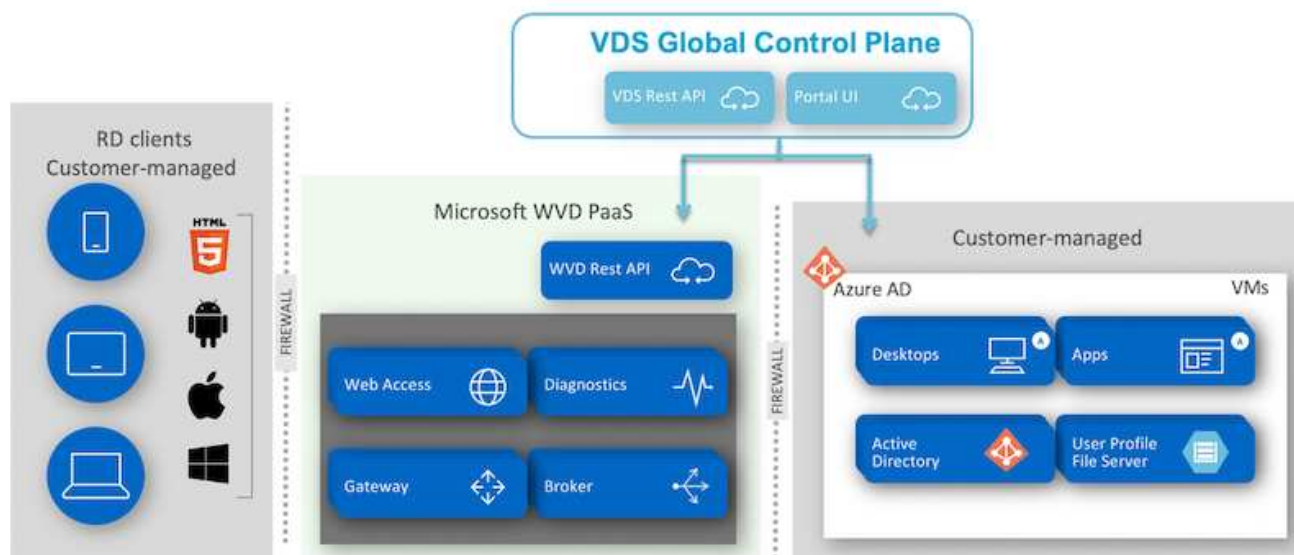 VDS Global Control Plane
VDS Rest API
Portal UI
RD clients
Customer-managed
HTML
5
FIREWALL
Microsoft WVD PaaS
WVD Rest API
Web Access
Diagnostics
Gateway
Broker
FIREWALL
Customer-managed
Azure AD
VMs
Desktops
A
Apps
A
Active
Directory
User Profile
File Server